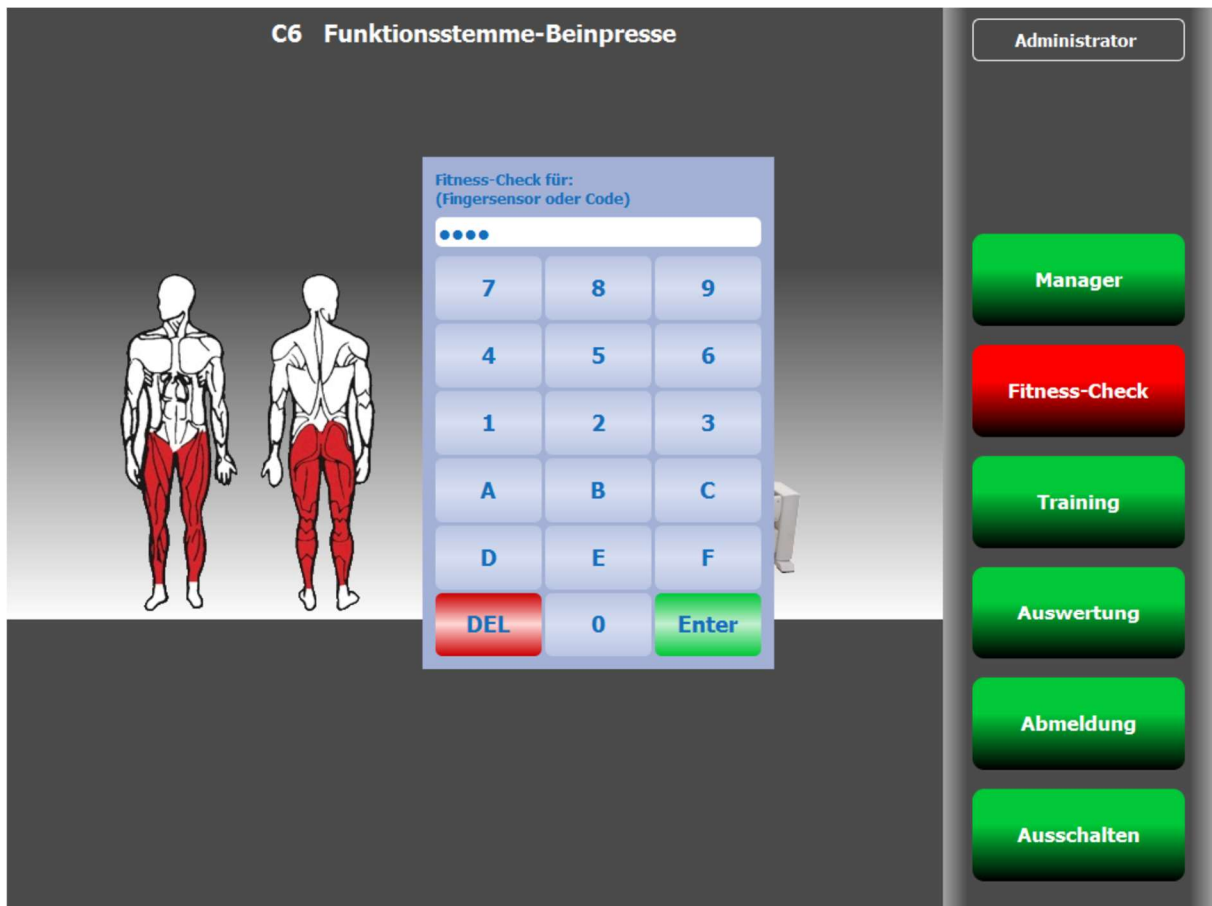 C6 Funktionsstemme-Beinpresse
Administrator
Fitness-Check für:
(Fingersensor oder Code)
••••
7 8 9
4 5 6
1 2 3
A B C
D E F
DEL 0 Enter
Manager
Fitness-Check
Training
Auswertung
Abmeldung
Ausschalten